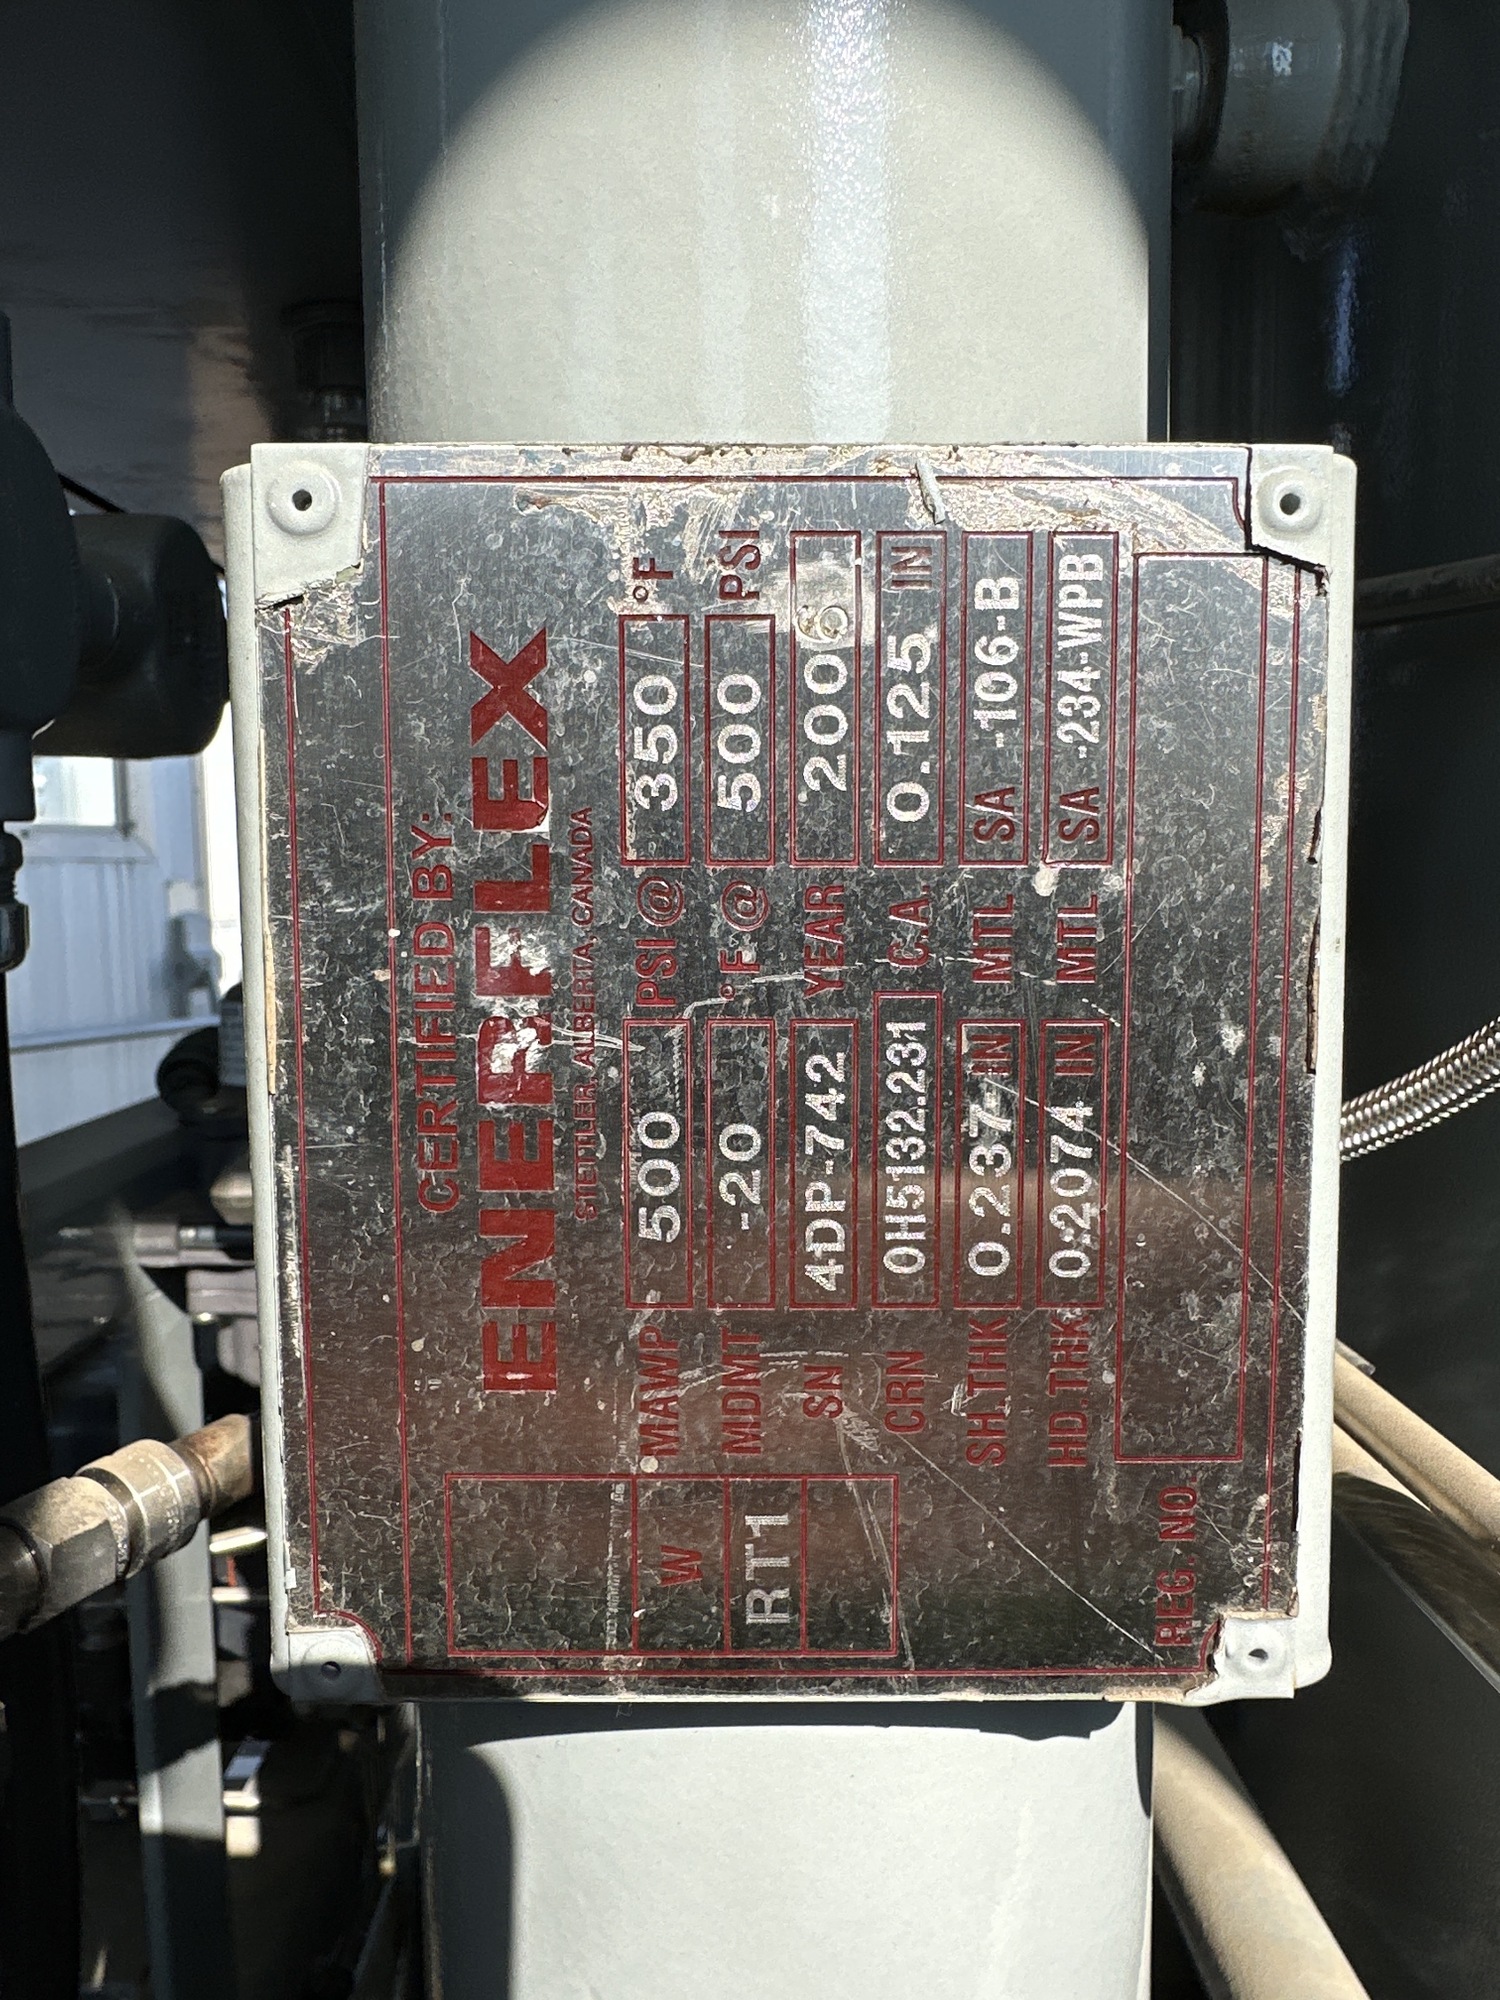 CERTIFIED BY:
ENERFLEX
STETTLER, ALBERTA, CANADA
W
RT1
MAWP 500 PSI @ 350 °F
MDMT -20 °F @ 500 PSI
SN 4DP-742 YEAR 2006
CRN 0H5132.231 C.A. 0.125 IN
SH.THK 0.237 IN MTL SA -106-B
HD.THK 0.2074 IN MTL SA -234-WPB
REG. NO.